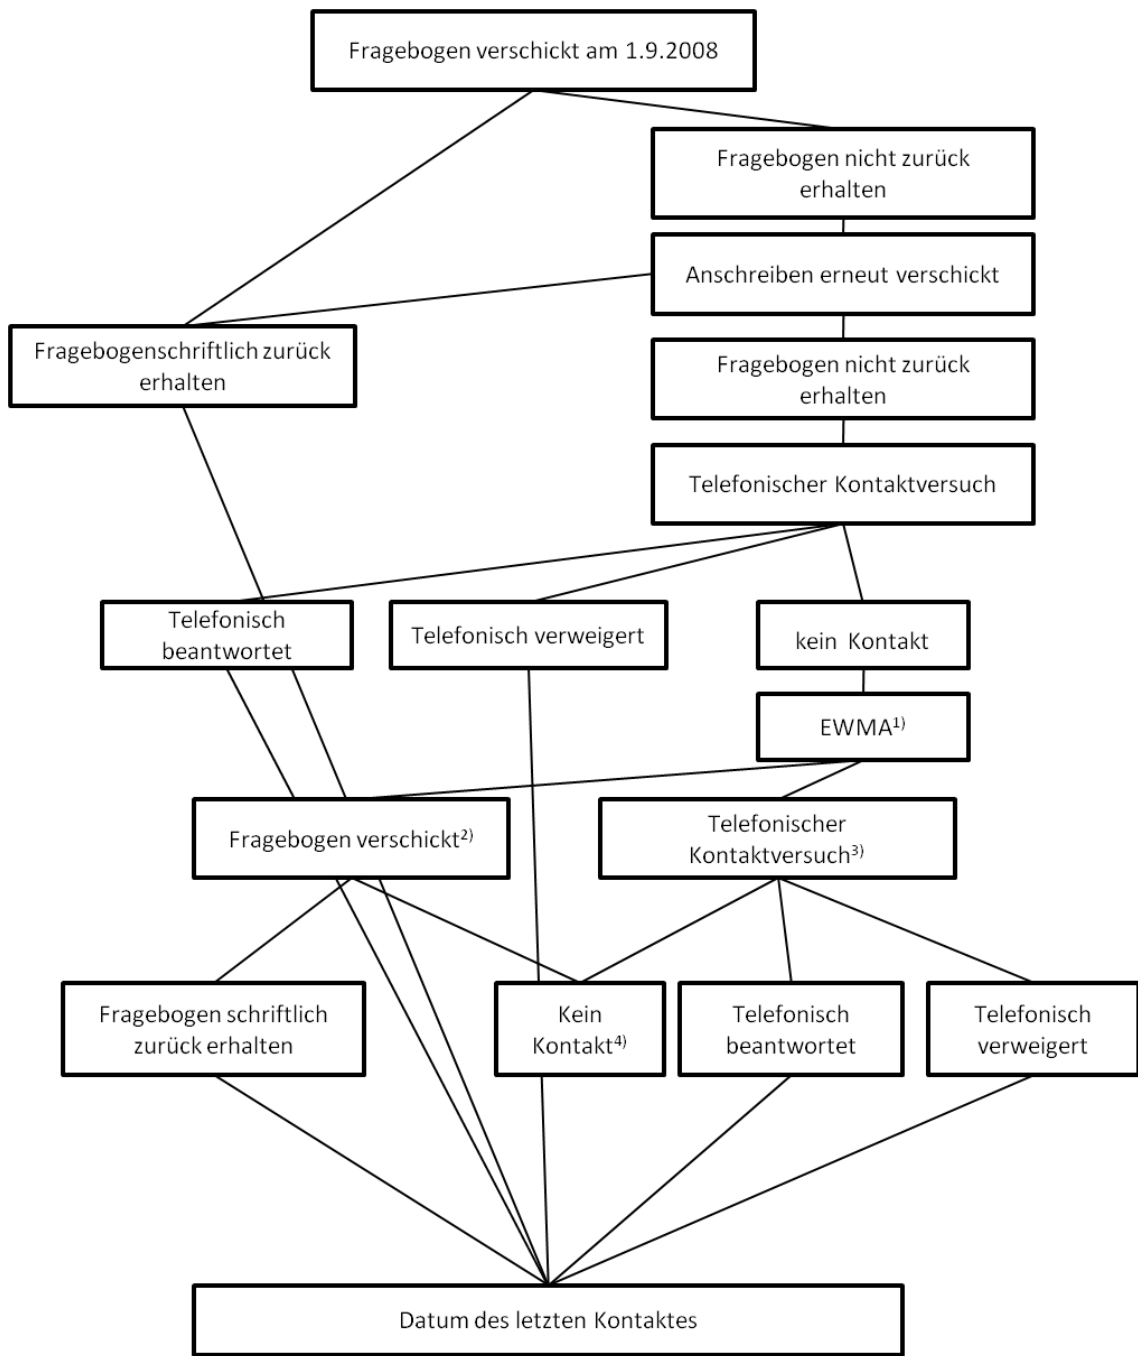 Fragebogen verschickt am 1.9.2008
Fragebogen nicht zurück
erhalten
Anschreiben erneut verschickt
Fragebogenschriftlich zurück
erhalten
Fragebogen nicht zurück
erhalten
Telefonischer Kontaktversuch
Telefonisch
beantwortet
Telefonisch verweigert
kein Kontakt
EWMA¹⁾
Fragebogen verschickt²⁾
Telefonischer
Kontaktversuch³⁾
Fragebogen schriftlich
zurück erhalten
Kein
Kontakt⁴⁾
Telefonisch
beantwortet
Telefonisch
verweigert
Datum des letzten Kontaktes